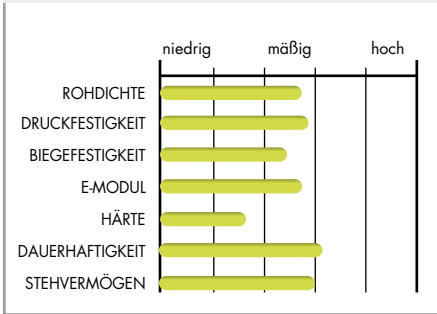 niedrig mäßig hoch
ROHDICHTE
DRUCKFESTIGKEIT
BIEGEFESTIGKEIT
E-MODUL
HÄRTE
DAUERHAFTIGKEIT
STEHVERMÖGEN